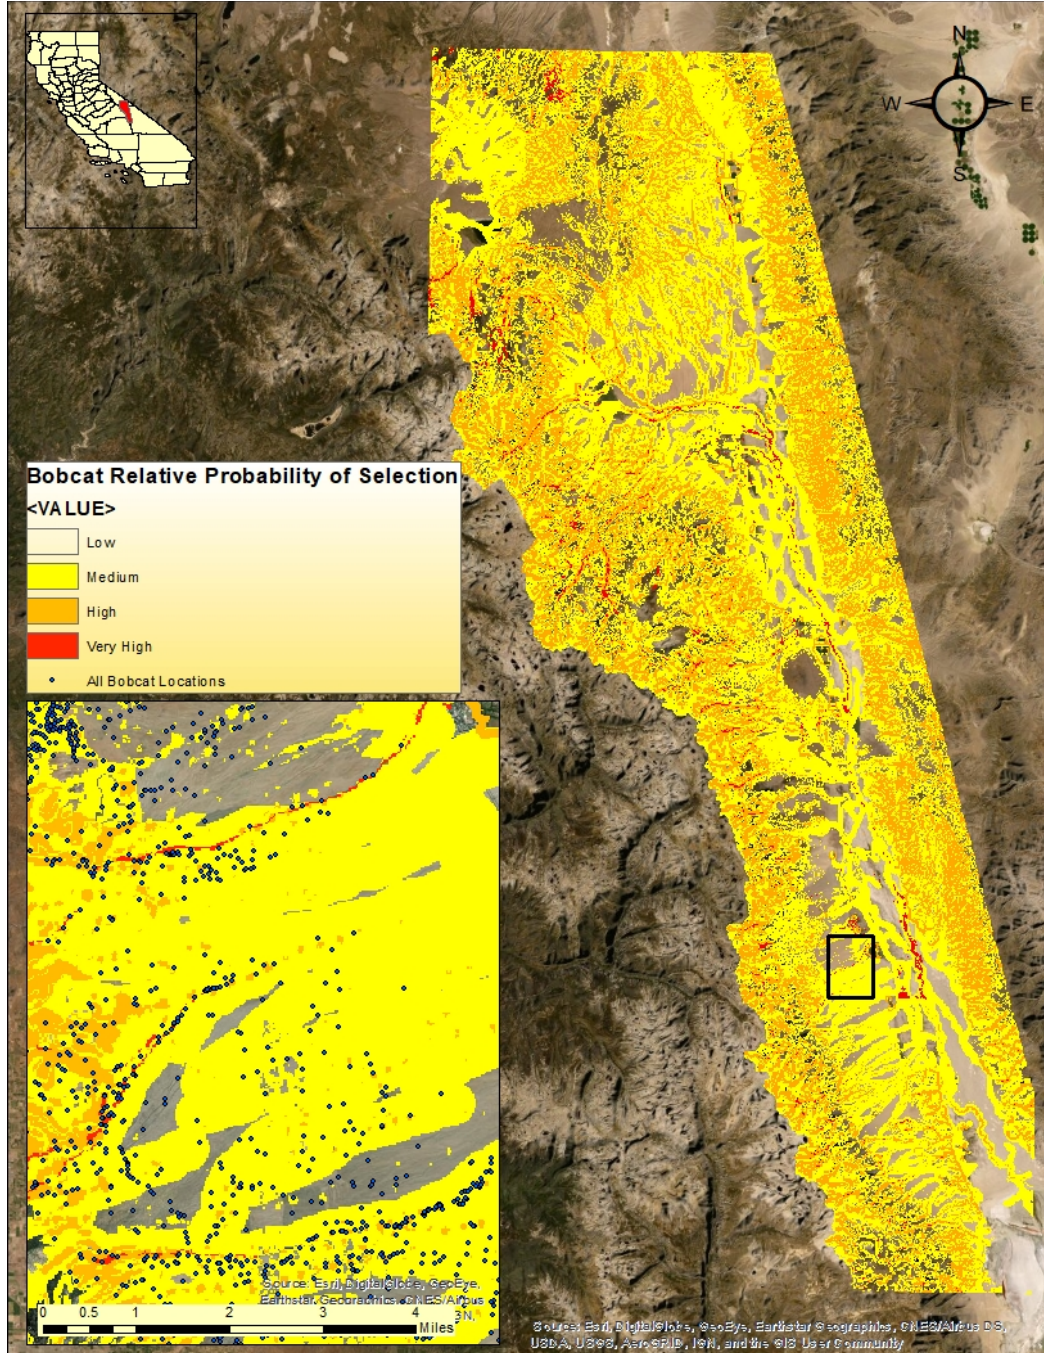 N
W E
S
Bobcat Relative Probability of Selection
<VALUE>
Low
Medium
High
Very High
All Bobcat Locations
Source: Esri, DigitalGlobe, GeoEye,
Earthstar Geographics, CNES/Airbus
GN,
0 0.5 1 2 3 4
Miles
Source: Esri, DigitalGlobe, GeoEye, Earthstar Geographics, CNES/Airbus DS,
USDA, USGS, AeroGRID, IGN, and the GIS User Community